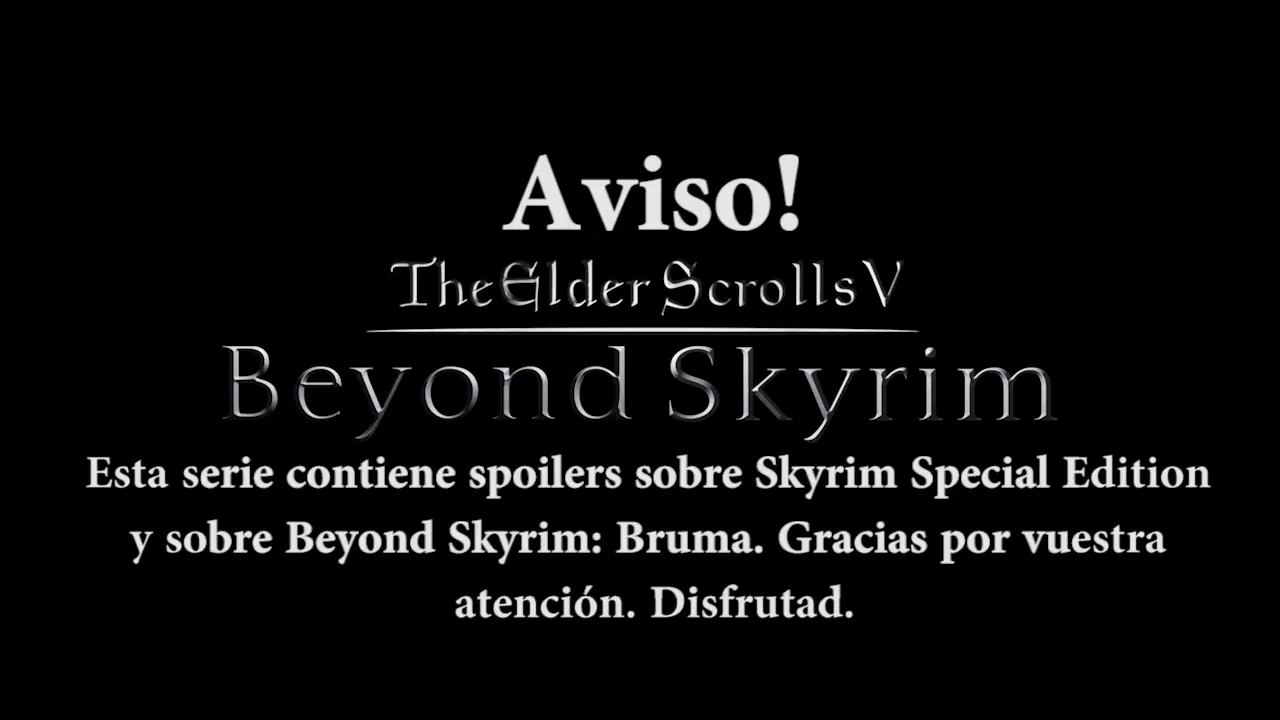 Aviso!
The Elder Scrolls V
Beyond Skyrim
Esta serie contiene spoilers sobre Skyrim Special Edition
y sobre Beyond Skyrim: Bruma. Gracias por vuestra
atención. Disfrutad.